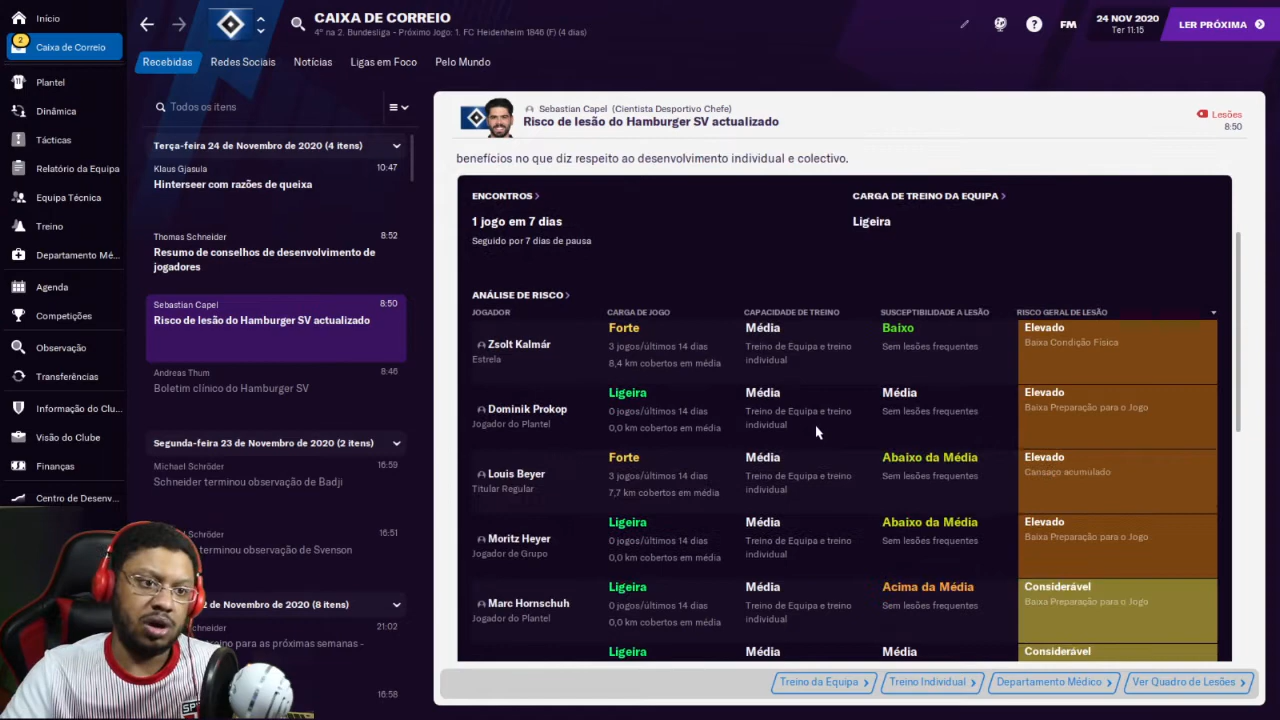 Início
2
Caixa de Correio
Plantel
Dinâmica
Tácticas
Relatório da Equipa
Equipa Técnica
Treino
Departamento Mé...
Agenda
Competições
Observação
Transferências
Informação do Clu...
Visão do Clube
Finanças
Centro de Desenv...
CAIXA DE CORREIO
4º na 2. Bundesliga - Próximo Jogo: 1. FC Heidenheim 1846 (F) (4 dias)
FM
24 NOV 2020
Ter 11:15
LER PRÓXIMA
Recebidas
Redes Sociais
Notícias
Ligas em Foco
Pelo Mundo
Todos os itens
Terça-feira 24 de Novembro de 2020 (4 itens)
Klaus Gjasula
10:47
Hinterseer com razões de queixa
Thomas Schneider
8:52
Resumo de conselhos de desenvolvimento de
jogadores
Sebastian Capel
8:50
Risco de lesão do Hamburger SV actualizado
Andreas Thum
8:46
Boletim clínico do Hamburger SV
Segunda-feira 23 de Novembro de 2020 (2 itens)
Michael Schröder
16:59
Schneider terminou observação de Badji
Schröder
16:51
terminou observação de Svenson
2 de Novembro de 2020 (8 itens)
chneider
21:02
treino para as próximas semanas -
16:58
Sebastian Capel (Cientista Desportivo Chefe)
Risco de lesão do Hamburger SV actualizado
Lesões
8:50
benefícios no que diz respeito ao desenvolvimento individual e colectivo.
ENCONTROS
1 jogo em 7 dias
Seguido por 7 dias de pausa
CARGA DE TREINO DA EQUIPA
Ligeira
ANÁLISE DE RISCO
JOGADOR
CARGA DE JOGO
CAPACIDADE DE TREINO
SUSCEPTIBILIDADE A LESÃO
RISCO GERAL DE LESÃO
Zsolt Kalmár
Estrela
Forte
3 jogos/últimos 14 dias
8,4 km cobertos em média
Média
Treino de Equipa e treino
individual
Baixo
Sem lesões frequentes
Elevado
Baixa Condição Física
Dominik Prokop
Jogador do Plantel
Ligeira
0 jogos/últimos 14 dias
0,0 km cobertos em média
Média
Treino de Equipa e treino
individual
Média
Sem lesões frequentes
Elevado
Baixa Preparação para o Jogo
Louis Beyer
Titular Regular
Forte
3 jogos/últimos 14 dias
7,7 km cobertos em média
Média
Treino de Equipa e treino
individual
Abaixo da Média
Sem lesões frequentes
Elevado
Cansaço acumulado
Moritz Heyer
Jogador de Grupo
Ligeira
0 jogos/últimos 14 dias
0,0 km cobertos em média
Média
Treino de Equipa e treino
individual
Abaixo da Média
Sem lesões frequentes
Elevado
Baixa Preparação para o Jogo
Marc Hornschuh
Jogador do Plantel
Ligeira
0 jogos/últimos 14 dias
0,0 km cobertos em média
Média
Treino de Equipa e treino
individual
Acima da Média
Sem lesões frequentes
Considerável
Baixa Preparação para o Jogo
Ligeira
Média
Média
Considerável
Treino da Equipa
Treino Individual
Departamento Médico
Ver Quadro de Lesões